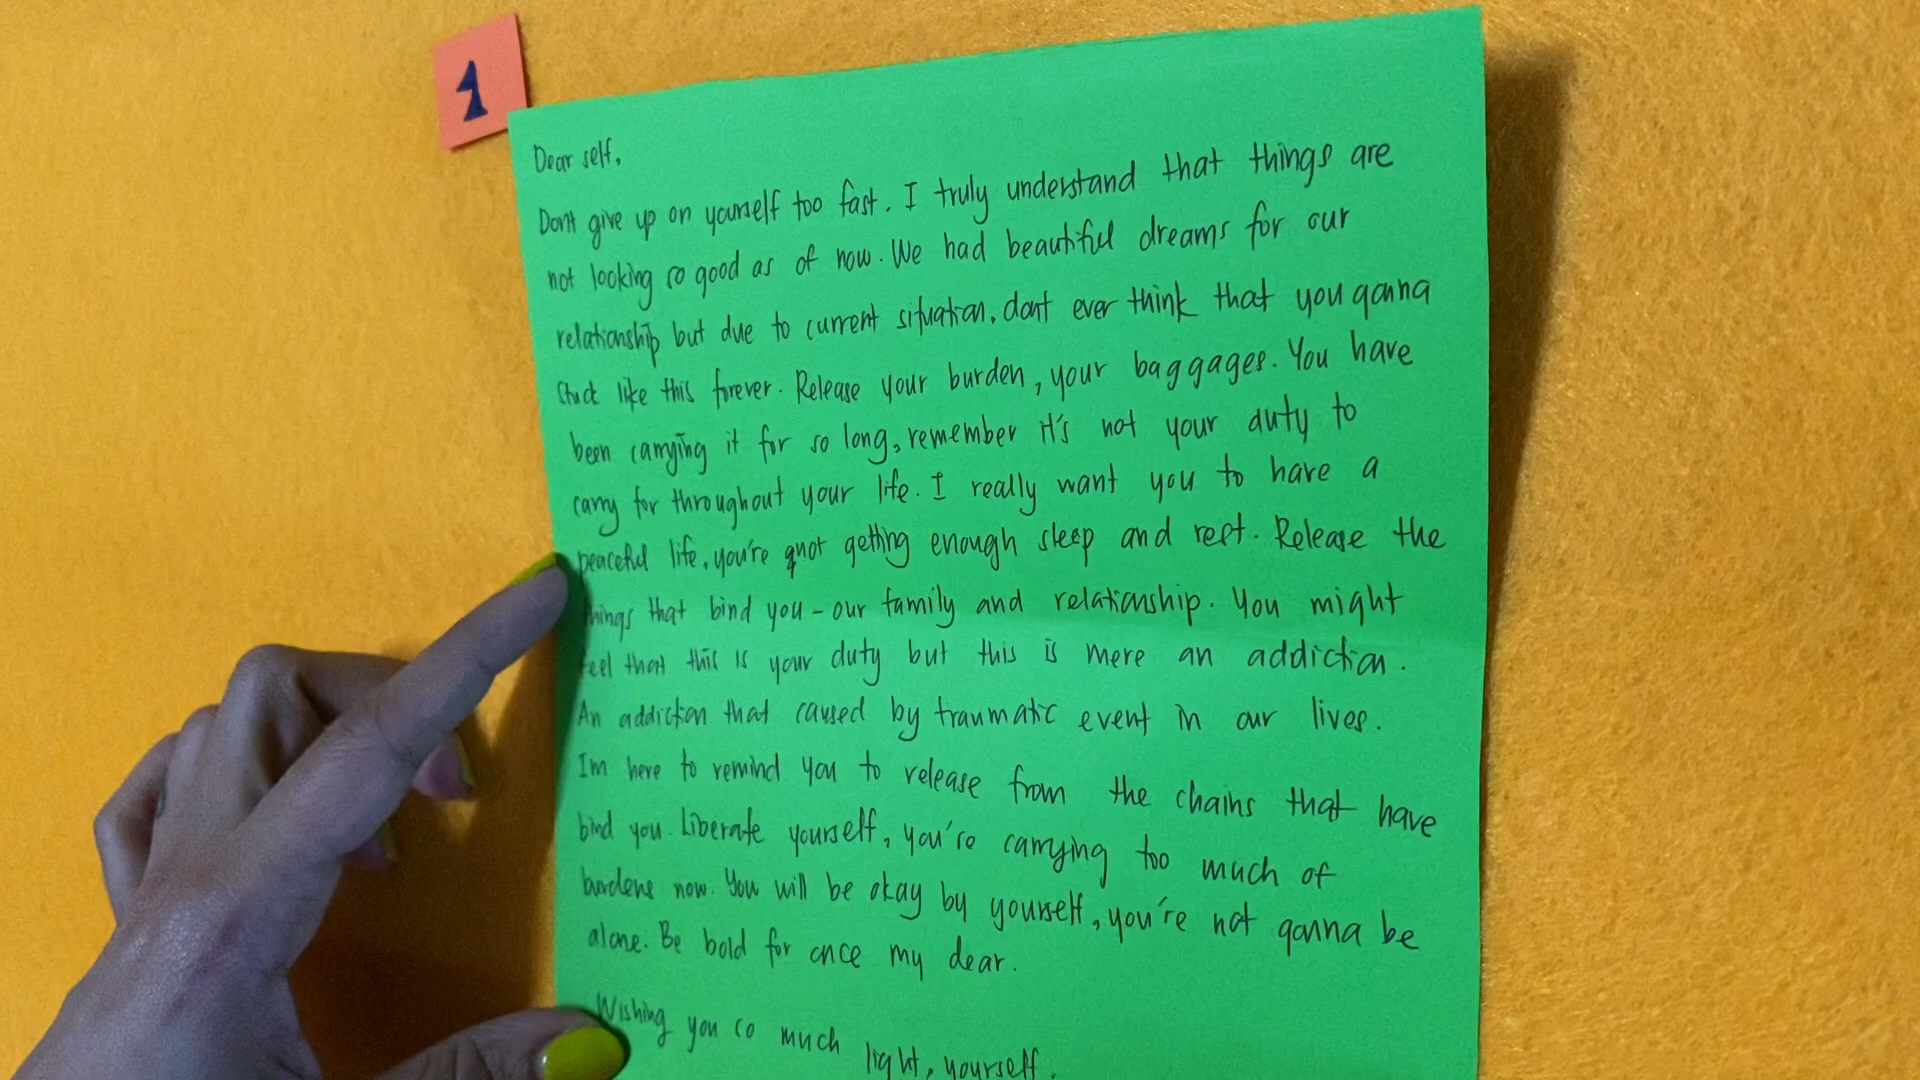 1
Dear self,
Dont give up on yourself too fast. I truly understand that things are
not looking so good as of now. We had beautiful dreams for our
relationship but due to current situation, dont ever think that you gonna
stuck like this forever. Release your burden, your baggages. You have
been carrying it for so long, remember it's not your duty to
carry for throughout your life. I really want you to have a
peaceful life, you're not getting enough sleep and rest. Release the
things that bind you - our family and relationship. You might
feel that this is your duty but this is mere an addiction.
An addiction that caused by traumatic event in our lives.
Im here to remind you to release from the chains that have
bind you. Liberate yourself, you're carrying too much of
burdens now. You will be okay by yourself, you're not gonna be
alone. Be bold for once my dear.
Wishing you so much light, yourself.